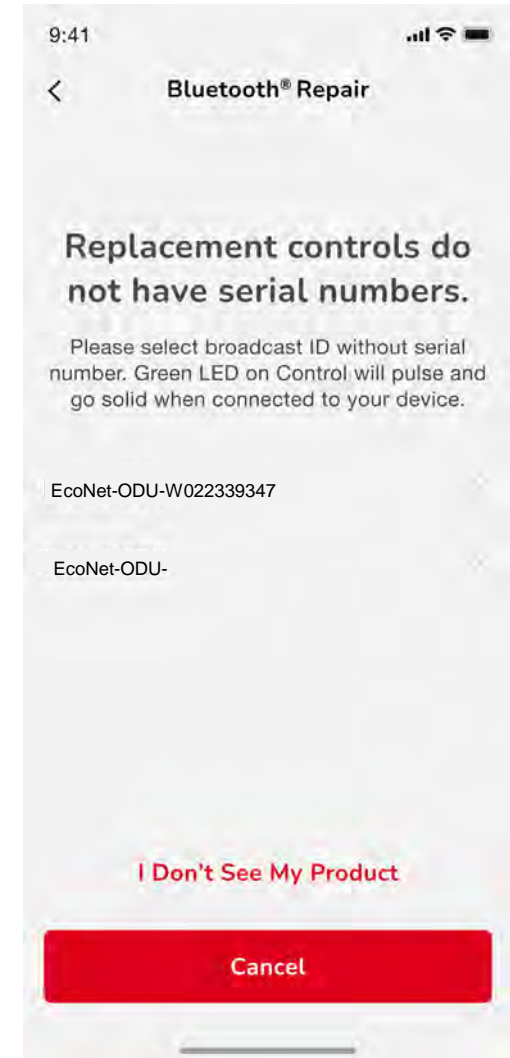 9:41
Bluetooth® Repair
Replacement controls do
not have serial numbers.
Please select broadcast ID without serial
number. Green LED on Control will pulse and
go solid when connected to your device.
EcoNet-ODU-W022339347
EcoNet-ODU-
I Don't See My Product
Cancel